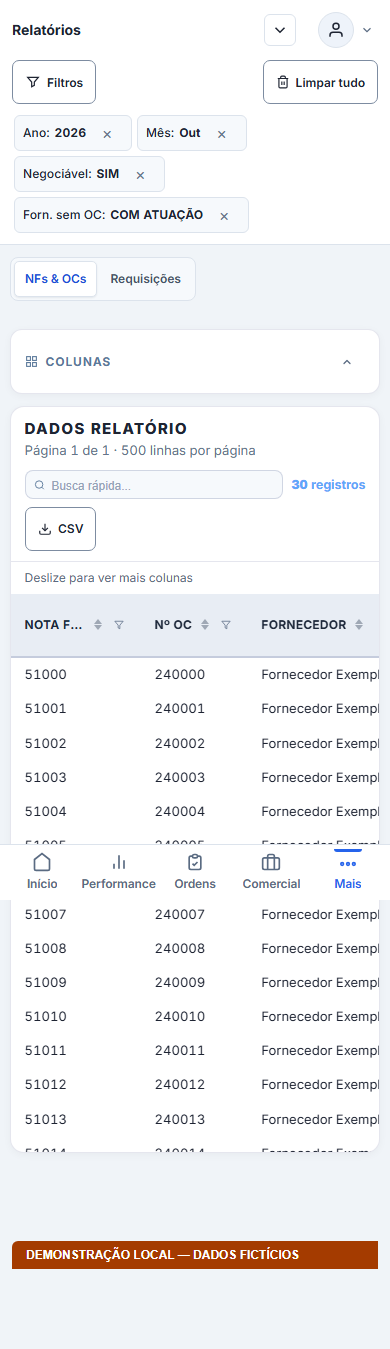 Relatórios
Filtros
Limpar tudo
Ano: 2026 ×
Mês: Out ×
Negociável: SIM ×
Forn. sem OC: COM ATUAÇÃO ×
NFs & OCs
Requisições
COLUNAS
DADOS RELATÓRIO
Página 1 de 1 · 500 linhas por página
Busca rápida...
30 registros
CSV
Deslize para ver mais colunas
NOTA F... Nº OC FORNECEDOR
51000 240000 Fornecedor Exempl
51001 240001 Fornecedor Exempl
51002 240002 Fornecedor Exempl
51003 240003 Fornecedor Exempl
51004 240004 Fornecedor Exempl
Início Performance Ordens Comercial Mais
51007 240007 Fornecedor Exempl
51008 240008 Fornecedor Exempl
51009 240009 Fornecedor Exempl
51010 240010 Fornecedor Exempl
51011 240011 Fornecedor Exempl
51012 240012 Fornecedor Exempl
51013 240013 Fornecedor Exempl
DEMONSTRAÇÃO LOCAL — DADOS FICTÍCIOS